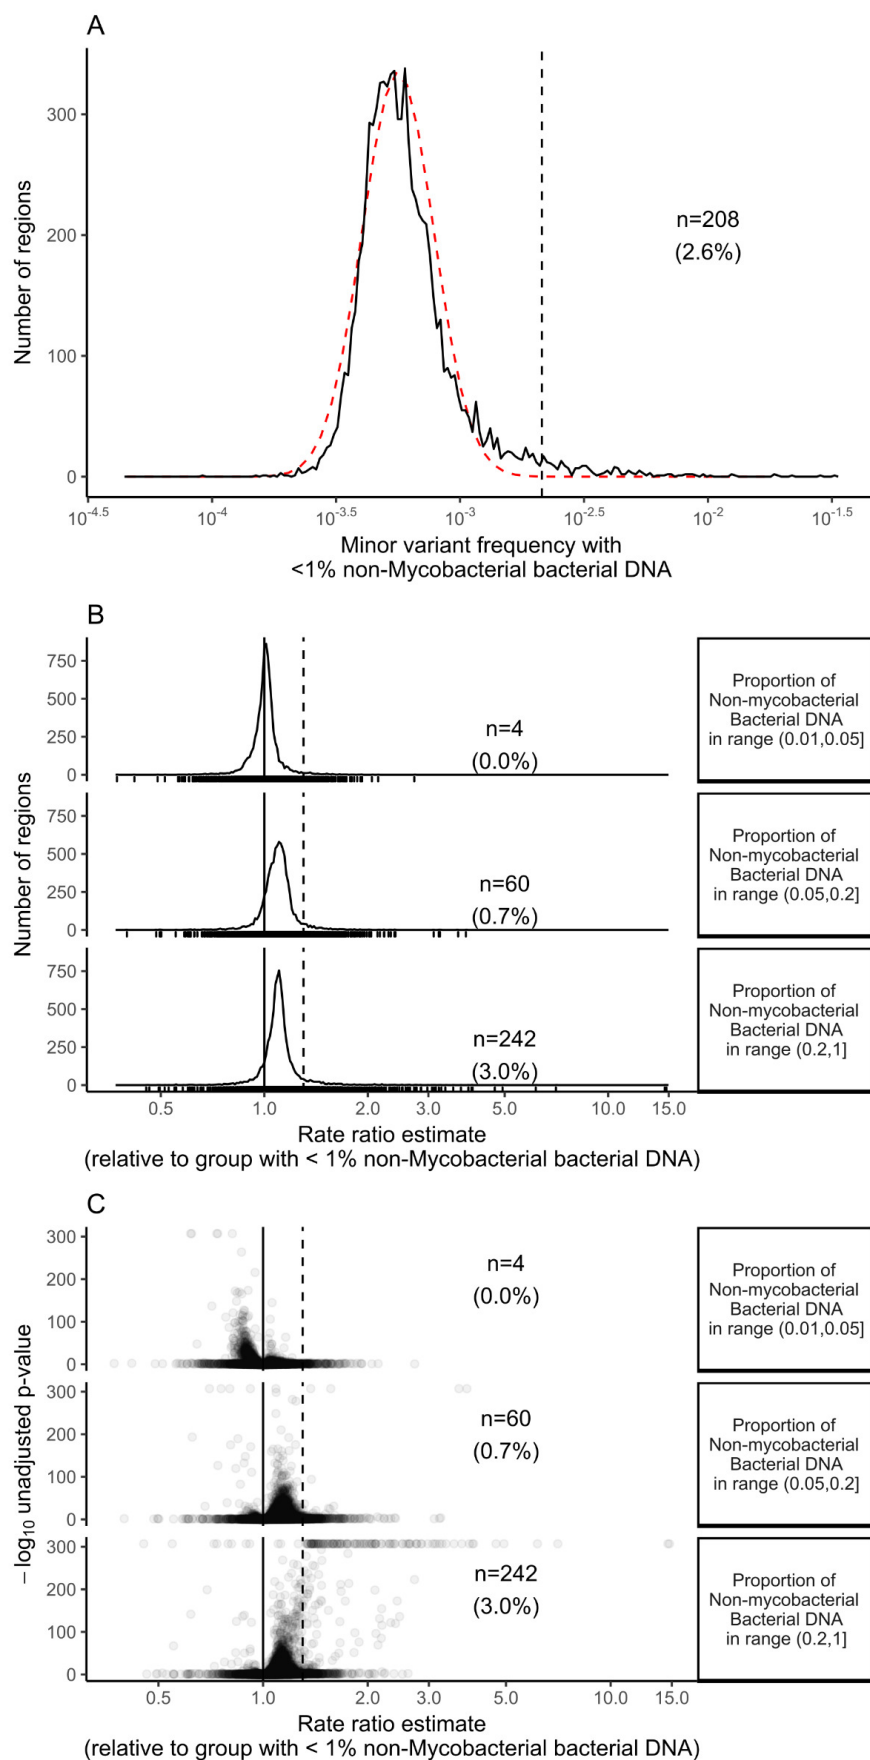 A
Number of regions
300
200
100
0
n=208
(2.6%)
10-4.5
10-4
10-3.5
10-3
10-2.5
10-2
10-1.5
Minor variant frequency with
<1% non-Mycobacterial bacterial DNA
B
Number of regions
750
500
250
0
n=4
(0.0%)
Proportion of
Non-mycobacterial
Bacterial DNA
in range (0.01,0.05]
750
500
250
0
n=60
(0.7%)
Proportion of
Non-mycobacterial
Bacterial DNA
in range (0.05,0.2]
750
500
250
0
n=242
(3.0%)
Proportion of
Non-mycobacterial
Bacterial DNA
in range (0.2,1]
0.5
1.0
2.0
3.0
5.0
10.0
15.0
Rate ratio estimate
(relative to group with < 1% non-Mycobacterial bacterial DNA)
C
−log10 unadjusted p-value
300
200
100
0
n=4
(0.0%)
Proportion of
Non-mycobacterial
Bacterial DNA
in range (0.01,0.05]
300
200
100
0
n=60
(0.7%)
Proportion of
Non-mycobacterial
Bacterial DNA
in range (0.05,0.2]
300
200
100
0
n=242
(3.0%)
Proportion of
Non-mycobacterial
Bacterial DNA
in range (0.2,1]
0.5
1.0
2.0
3.0
5.0
10.0
15.0
Rate ratio estimate
(relative to group with < 1% non-Mycobacterial bacterial DNA)